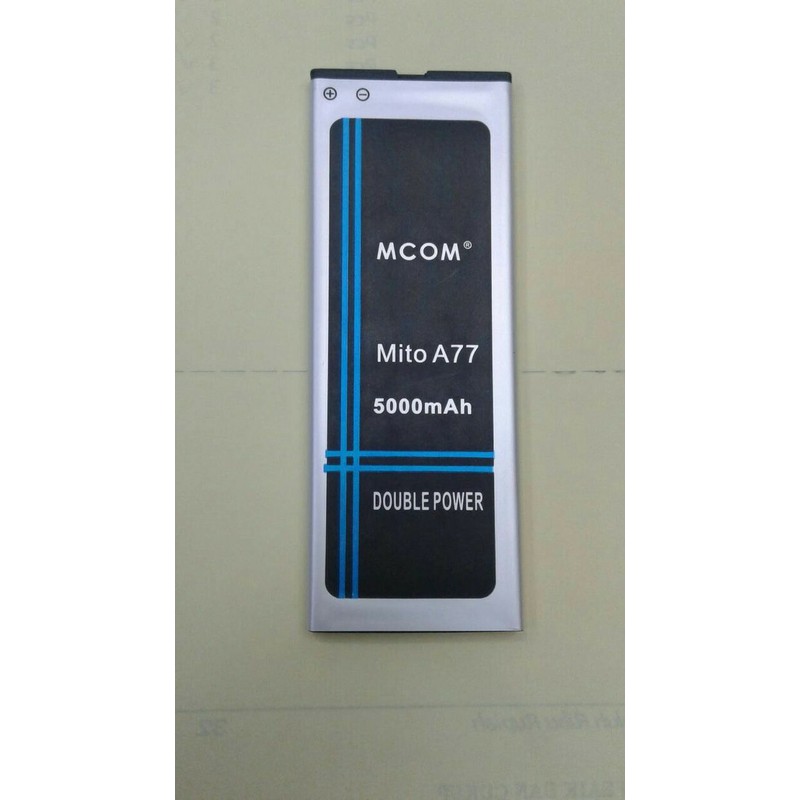 MCOM®
Mito A77
5000mAh
DOUBLE POWER